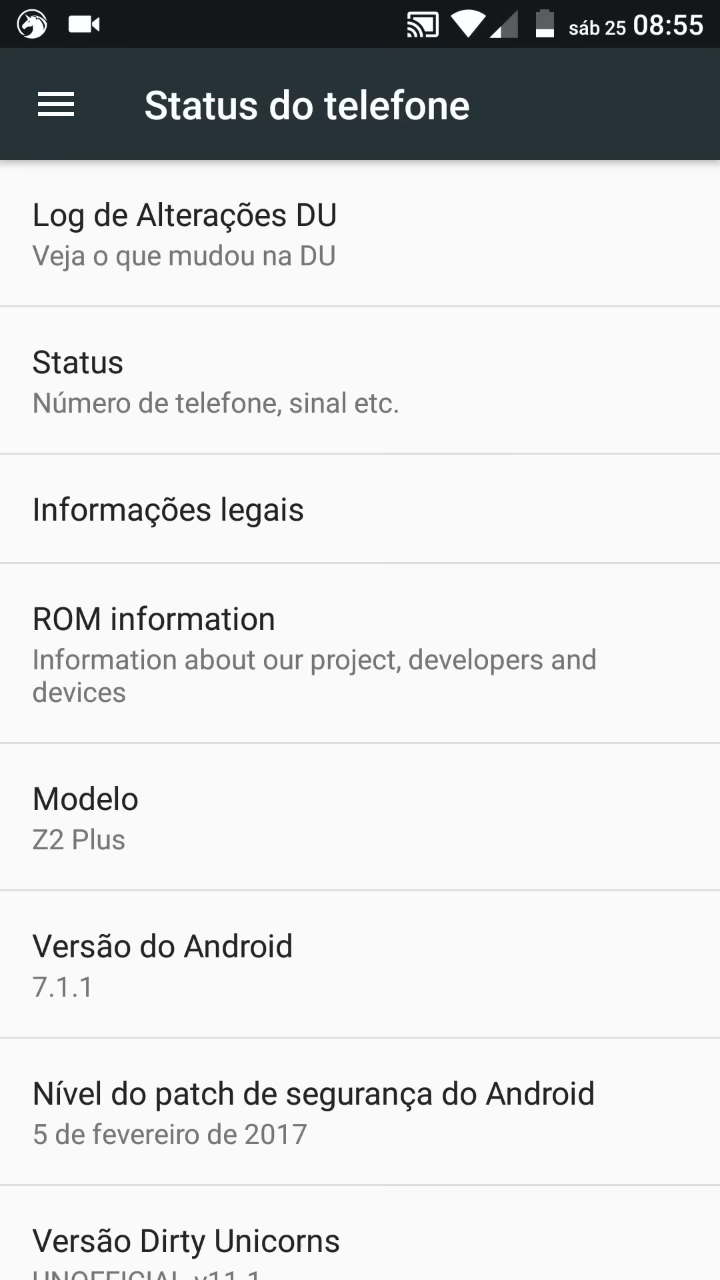 sáb 25 08:55
Status do telefone
Log de Alterações DU
Veja o que mudou na DU
Status
Número de telefone, sinal etc.
Informações legais
ROM information
Information about our project, developers and
devices
Modelo
Z2 Plus
Versão do Android
7.1.1
Nível do patch de segurança do Android
5 de fevereiro de 2017
Versão Dirty Unicorns
UNOFFICIAL-v11.1